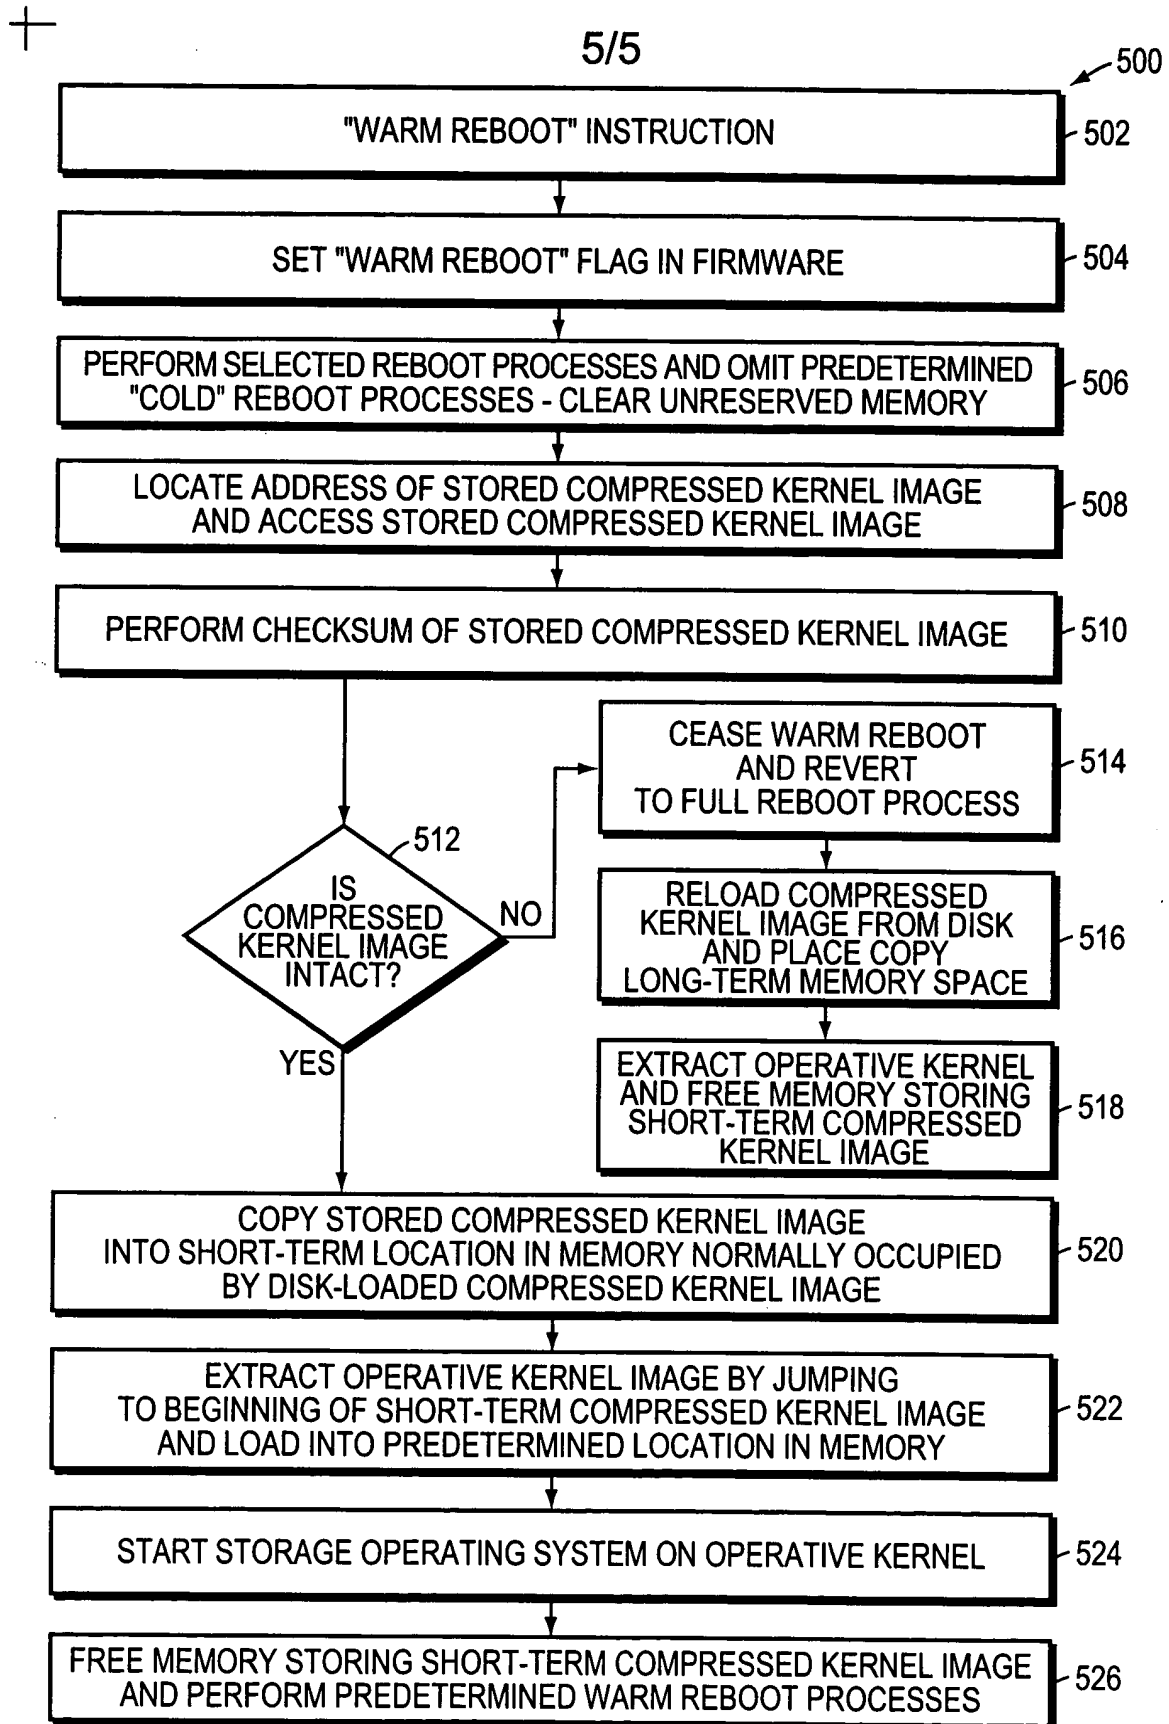 5/5
500
"WARM REBOOT" INSTRUCTION
502
SET "WARM REBOOT" FLAG IN FIRMWARE
504
PERFORM SELECTED REBOOT PROCESSES AND OMIT PREDETERMINED
"COLD" REBOOT PROCESSES - CLEAR UNRESERVED MEMORY
506
LOCATE ADDRESS OF STORED COMPRESSED KERNEL IMAGE
AND ACCESS STORED COMPRESSED KERNEL IMAGE
508
PERFORM CHECKSUM OF STORED COMPRESSED KERNEL IMAGE
510
CEASE WARM REBOOT
AND REVERT
TO FULL REBOOT PROCESS
514
512
IS
COMPRESSED
KERNEL IMAGE
INTACT?
NO
YES
RELOAD COMPRESSED
KERNEL IMAGE FROM DISK
AND PLACE COPY
LONG-TERM MEMORY SPACE
516
EXTRACT OPERATIVE KERNEL
AND FREE MEMORY STORING
SHORT-TERM COMPRESSED
KERNEL IMAGE
518
COPY STORED COMPRESSED KERNEL IMAGE
INTO SHORT-TERM LOCATION IN MEMORY NORMALLY OCCUPIED
BY DISK-LOADED COMPRESSED KERNEL IMAGE
520
EXTRACT OPERATIVE KERNEL IMAGE BY JUMPING
TO BEGINNING OF SHORT-TERM COMPRESSED KERNEL IMAGE
AND LOAD INTO PREDETERMINED LOCATION IN MEMORY
522
START STORAGE OPERATING SYSTEM ON OPERATIVE KERNEL
524
FREE MEMORY STORING SHORT-TERM COMPRESSED KERNEL IMAGE
AND PERFORM PREDETERMINED WARM REBOOT PROCESSES
526